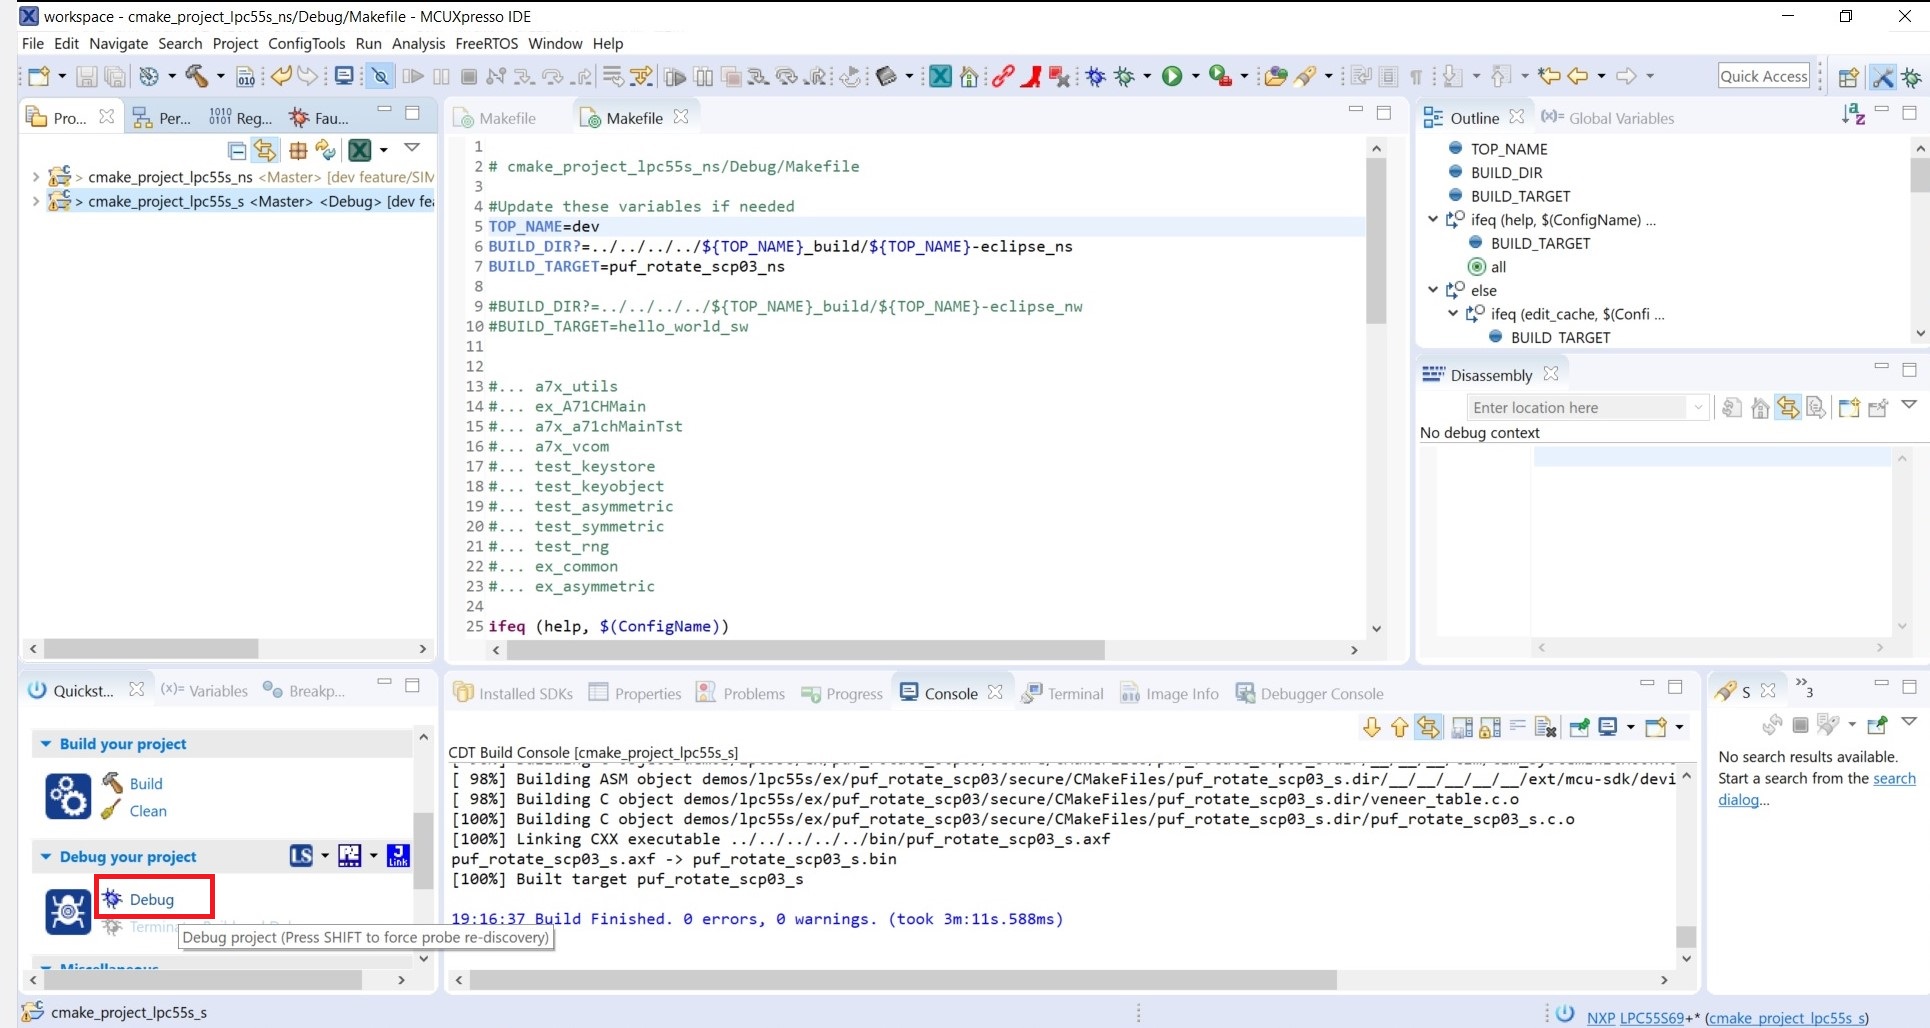 workspace - cmake_project_lpc55s_ns/Debug/Makefile - MCUXpresso IDE
File Edit Navigate Search Project ConfigTools Run Analysis FreeRTOS Window Help
010
Quick Access
Pro...
Per...
1010
0101
Reg...
Fau...
> cmake_project_lpc55s_ns <Master> [dev feature/SIM
> cmake_project_lpc55s_s <Master> <Debug> [dev fea
Makefile
Makefile
1
2 # cmake_project_lpc55s_ns/Debug/Makefile
3
4 #Update these variables if needed
5 TOP_NAME=dev
6 BUILD_DIR?=../../../../${TOP_NAME}_build/${TOP_NAME}-eclipse_ns
7 BUILD_TARGET=puf_rotate_scp03_ns
8
9 #BUILD_DIR?=../../../../${TOP_NAME}_build/${TOP_NAME}-eclipse_nw
10 #BUILD_TARGET=hello_world_sw
11
12
13 #... a7x_utils
14 #... ex_A71CHMain
15 #... a7x_a71chMainTst
16 #... a7x_vcom
17 #... test_keystore
18 #... test_keyobject
19 #... test_asymmetric
20 #... test_symmetric
21 #... test_rng
22 #... ex_common
23 #... ex_asymmetric
24
25 ifeq (help, $(ConfigName))
Outline
(x)= Global Variables
TOP_NAME
BUILD_DIR
BUILD_TARGET
ifeq (help, $(ConfigName) ...
BUILD_TARGET
all
else
ifeq (edit_cache, $(Confi ...
BUILD TARGET
Disassembly
Enter location here
No debug context
Quickst...
(x)= Variables
Breakp...
Build your project
Build
Clean
Debug your project
LS
J Link
Debug
Debug project (Press SHIFT to force probe re-discovery)
Miscellaneous
Installed SDKs
Properties
Problems
Progress
Console
Terminal
Image Info
Debugger Console
CDT Build Console [cmake_project_lpc55s_s]
[ 98%] Building ASM object demos/lpc55s/ex/puf_rotate_scp03/secure/CMakeFiles/puf_rotate_scp03_s.dir/__/__/__/__/__/ext/mcu-sdk/devi
[ 98%] Building C object demos/lpc55s/ex/puf_rotate_scp03/secure/CMakeFiles/puf_rotate_scp03_s.dir/veneer_table.c.o
[100%] Building C object demos/lpc55s/ex/puf_rotate_scp03/secure/CMakeFiles/puf_rotate_scp03_s.dir/puf_rotate_scp03_s.c.o
[100%] Linking CXX executable ../../../../../bin/puf_rotate_scp03_s.axf
puf_rotate_scp03_s.axf -> puf_rotate_scp03_s.bin
[100%] Built target puf_rotate_scp03_s
19:16:37 Build Finished. 0 errors, 0 warnings. (took 3m:11s.588ms)
S
3
No search results available.
Start a search from the search
dialog...
cmake_project_lpc55s_s
NXP LPC55S69+* (cmake_project_lpc55s_s)